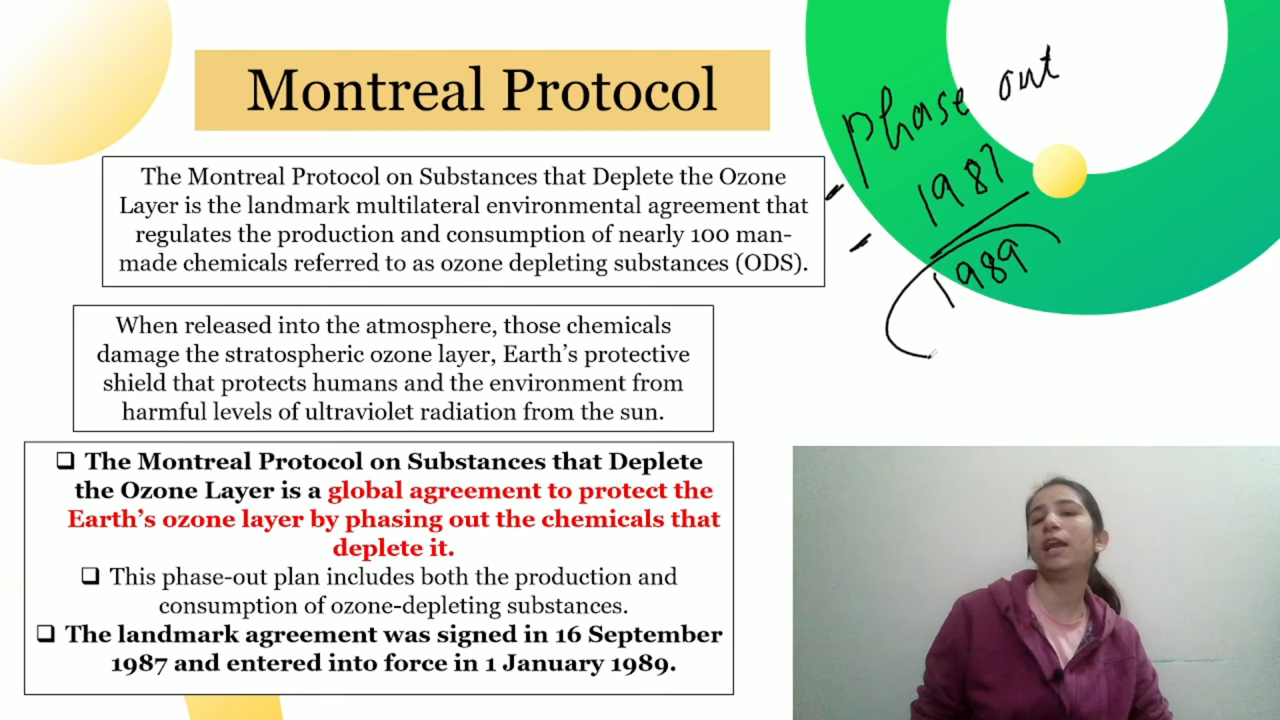 Montreal Protocol
The Montreal Protocol on Substances that Deplete the Ozone
Layer is the landmark multilateral environmental agreement that
regulates the production and consumption of nearly 100 man-
made chemicals referred to as ozone depleting substances (ODS).
When released into the atmosphere, those chemicals
damage the stratospheric ozone layer, Earth’s protective
shield that protects humans and the environment from
harmful levels of ultraviolet radiation from the sun.
❑ The Montreal Protocol on Substances that Deplete
the Ozone Layer is a global agreement to protect the
Earth’s ozone layer by phasing out the chemicals that
deplete it.
❑ This phase-out plan includes both the production and
consumption of ozone-depleting substances.
❑ The landmark agreement was signed in 16 September
1987 and entered into force in 1 January 1989.
Phase out
1987
1989